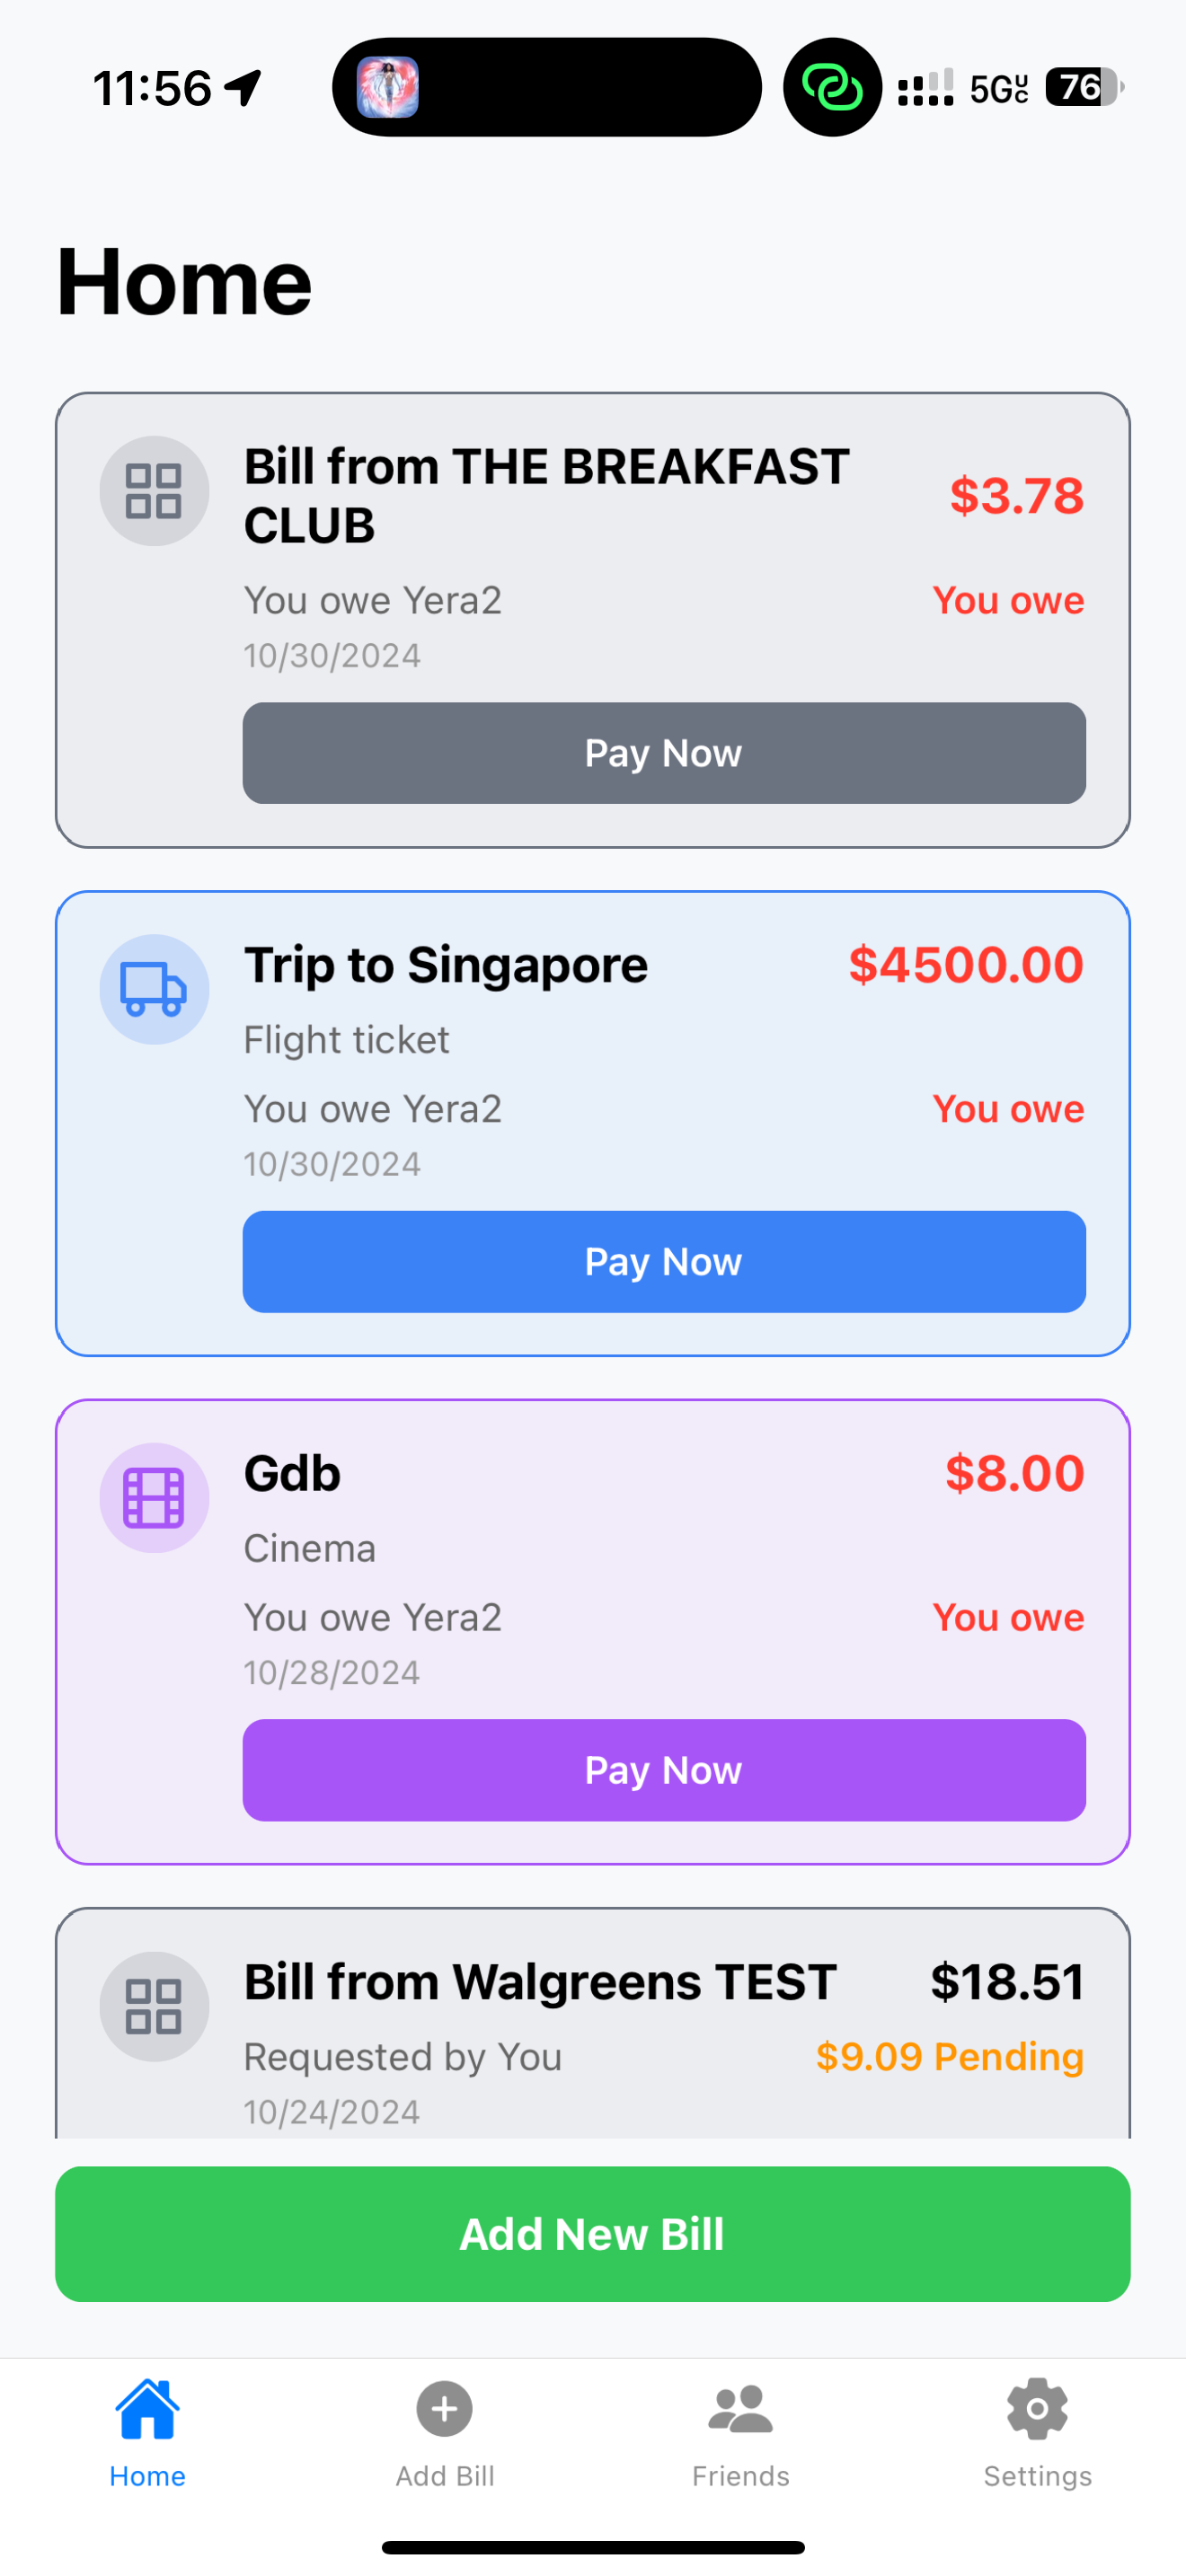 11:56
5G UC
76
Home
Bill from THE BREAKFAST
CLUB
$3.78
You owe Yera2
You owe
10/30/2024
Pay Now
Trip to Singapore
$4500.00
Flight ticket
You owe Yera2
You owe
10/30/2024
Pay Now
Gdb
$8.00
Cinema
You owe Yera2
You owe
10/28/2024
Pay Now
Bill from Walgreens TEST
$18.51
Requested by You
$9.09 Pending
10/24/2024
Add New Bill
Home
Add Bill
Friends
Settings